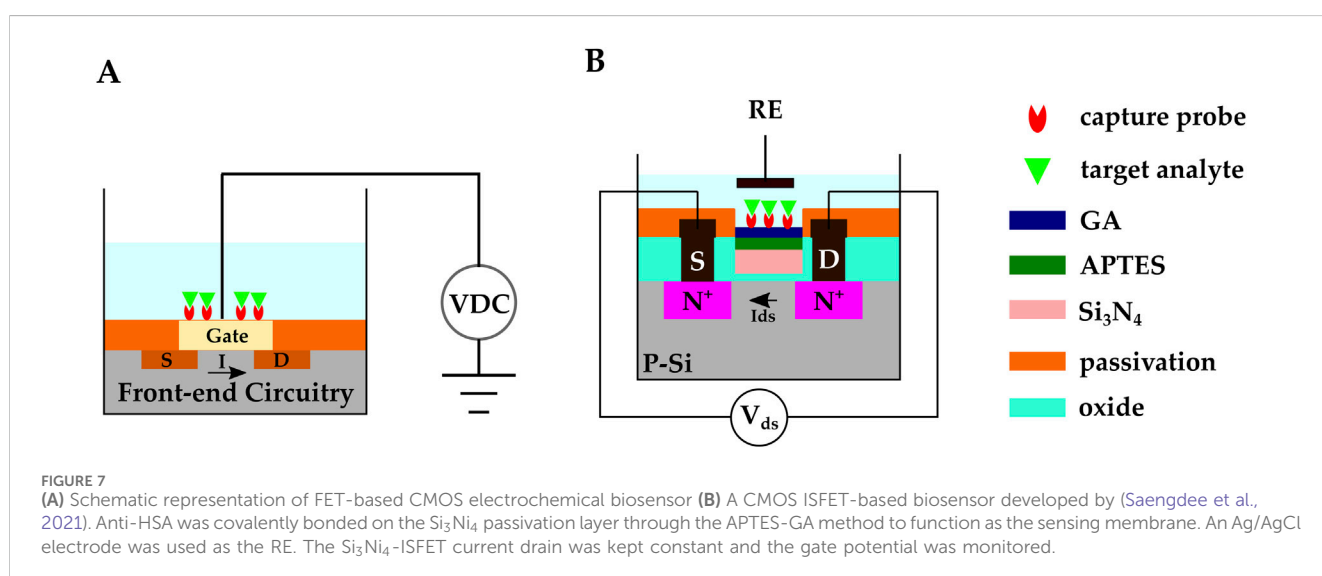 A
B
RE
VDC
Gate
S
I
D
Front-end Circuitry
S
D
N⁺
N⁺
Ids
P-Si
V_ds
capture probe
target analyte
GA
APTES
Si₃N₄
passivation
oxide
FIGURE 7
(A) Schematic representation of FET-based CMOS electrochemical biosensor (B) A CMOS ISFET-based biosensor developed by (Saengdee et al.,
2021). Anti-HSA was covalently bonded on the Si₃Ni₄ passivation layer through the APTES-GA method to function as the sensing membrane. An Ag/AgCl
electrode was used as the RE. The Si₃Ni₄-ISFET current drain was kept constant and the gate potential was monitored.